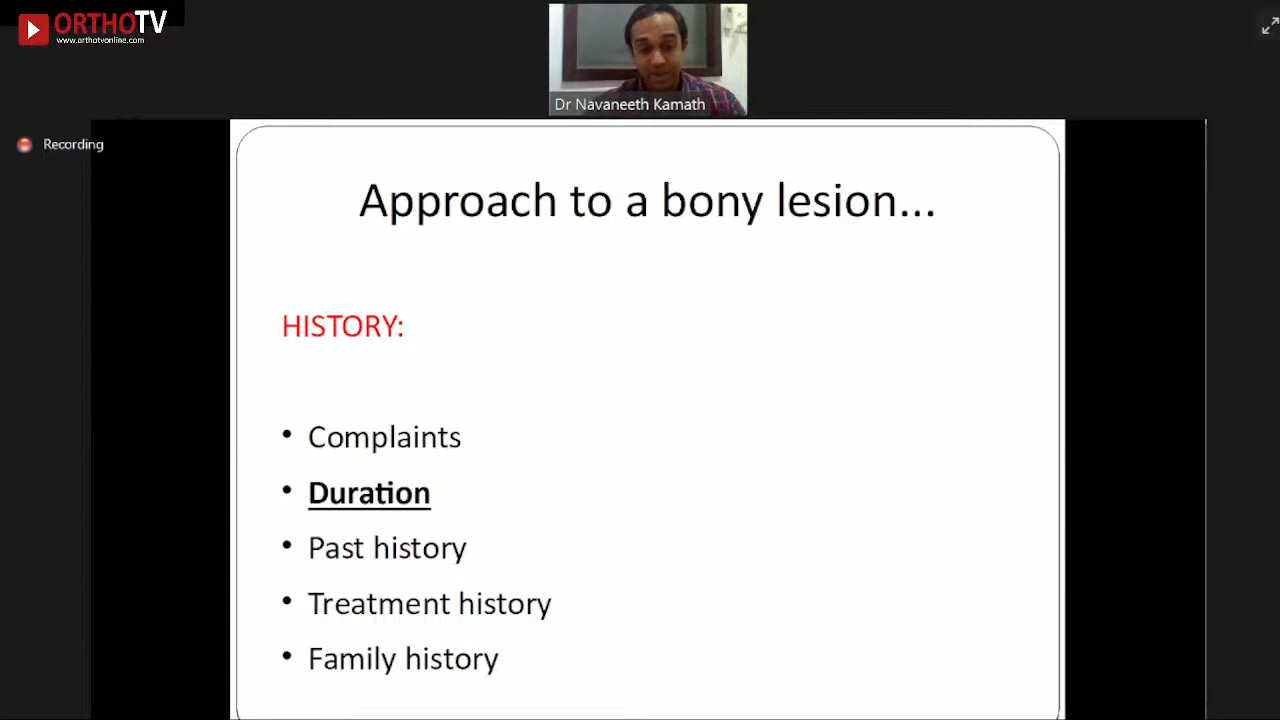 ORTHOTV
www.orthotvonline.com
Dr Navaneeth Kamath
Recording
Approach to a bony lesion...
HISTORY:
• Complaints
• Duration
• Past history
• Treatment history
• Family history